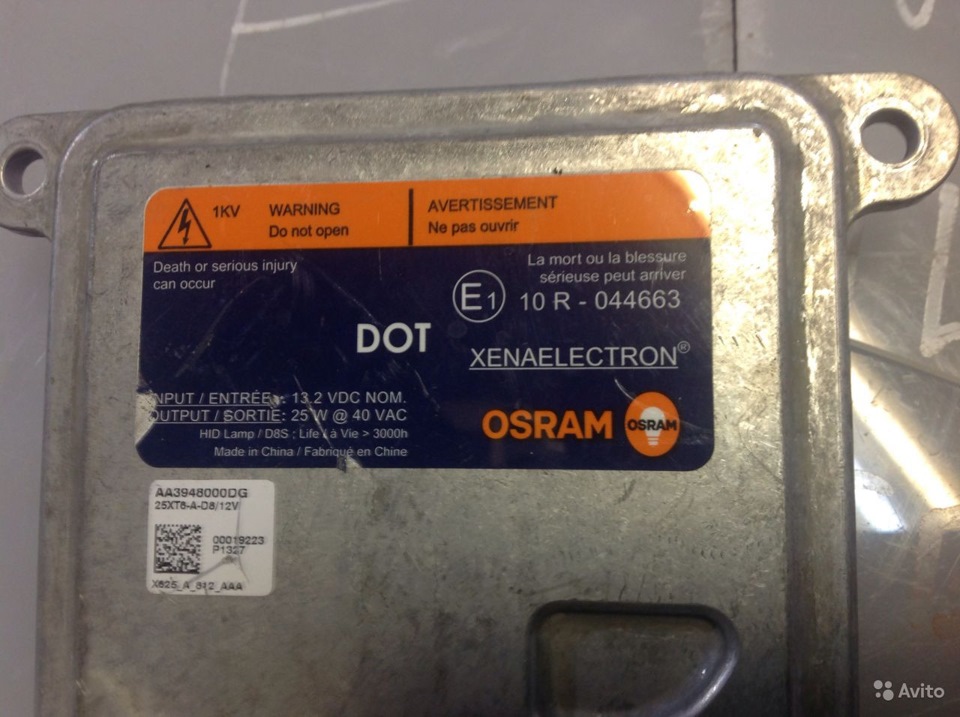 1KV WARNING
Do not open
AVERTISSEMENT
Ne pas ouvrir
Death or serious injury
can occur
La mort ou la blessure
sérieuse peut arriver
E1 10 R - 044663
DOT
XENAELECTRON®
INPUT / ENTRÉE : 13.2 VDC NOM.
OUTPUT / SORTIE: 25 W @ 40 VAC
HID Lamp / D8S : Life / à Vie > 3000h
Made in China / Fabriqué en Chine
OSRAM OSRAM
AA3948000DG
25XT6-A-D8/12V
00019223
P1327
X625_A_612_AAA
Avito